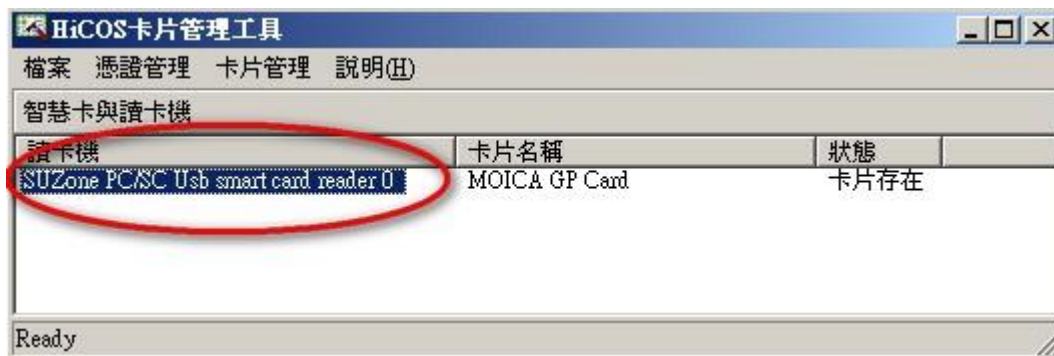 HiCOS卡片管理工具
檔案 憑證管理 卡片管理 說明(H)
智慧卡與讀卡機
讀卡機 卡片名稱 狀態
SUZone PC/SC Usb smart card reader 0 MOICA GP Card 卡片存在
Ready